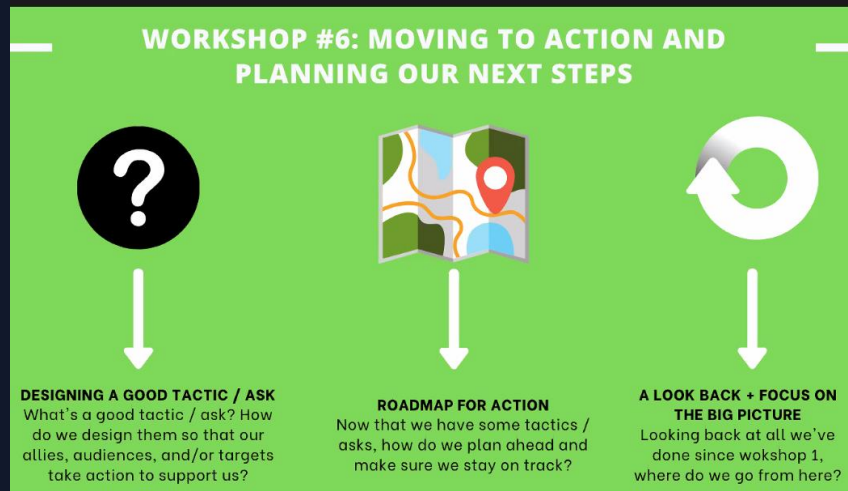 WORKSHOP #6: MOVING TO ACTION AND
PLANNING OUR NEXT STEPS
?
DESIGNING A GOOD TACTIC / ASK
What's a good tactic / ask? How
do we design them so that our
allies, audiences, and/or targets
take action to support us?
ROADMAP FOR ACTION
Now that we have some tactics /
asks, how do we plan ahead and
make sure we stay on track?
A LOOK BACK + FOCUS ON
THE BIG PICTURE
Looking back at all we've
done since wokshop 1,
where do we go from here?